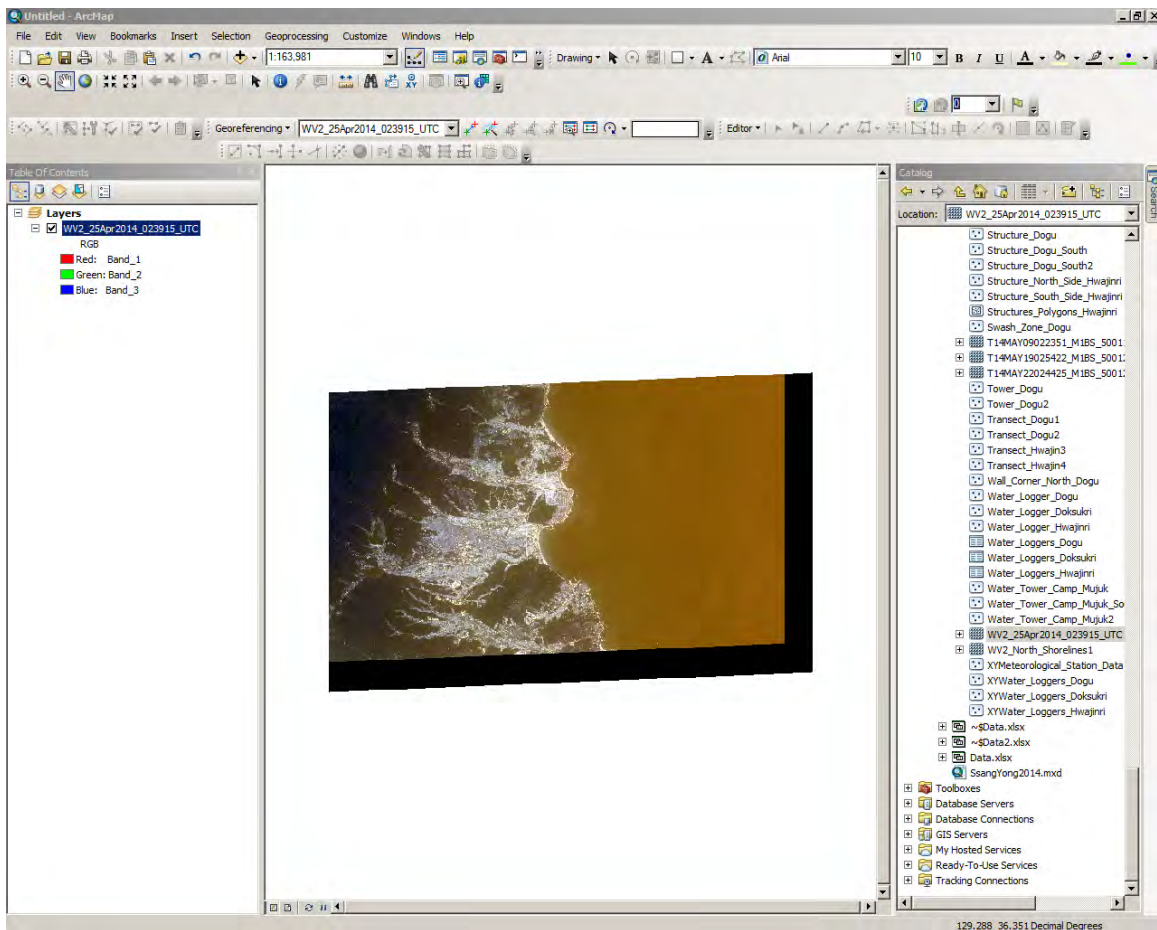 Untitled - ArcMap
File Edit View Bookmarks Insert Selection Geoprocessing Customize Windows Help
1:163,981 Drawing Arial 10 B I U A
Georeferencing WV2_25Apr2014_023915_UTC Editor
Table Of Contents
Layers
WV2_25Apr2014_023915_UTC
RGB
Red: Band_1
Green: Band_2
Blue: Band_3
Catalog
Location: WV2_25Apr2014_023915_UTC
Structure_Dogu
Structure_Dogu_South
Structure_Dogu_South2
Structure_North_Side_Hwajinri
Structure_South_Side_Hwajinri
Structures_Polygons_Hwajinri
Swash_Zone_Dogu
T14MAY09022351_M1BS_5001
T14MAY19025422_M1BS_5001
T14MAY22024425_M1BS_5001
Tower_Dogu
Tower_Dogu2
Transect_Dogu1
Transect_Dogu2
Transect_Hwajin3
Transect_Hwajin4
Wall_Corner_North_Dogu
Water_Logger_Dogu
Water_Logger_Doksukri
Water_Logger_Hwajinri
Water_Loggers_Dogu
Water_Loggers_Doksukri
Water_Loggers_Hwajinri
Water_Tower_Camp_Mujuk
Water_Tower_Camp_Mujuk_So
Water_Tower_Camp_Mujuk2
WV2_25Apr2014_023915_UTC
WV2_North_Shorelines1
XYMeteorological_Station_Data
XYWater_Loggers_Dogu
XYWater_Loggers_Doksukri
XYWater_Loggers_Hwajinri
~$Data.xlsx
~$Data2.xlsx
Data.xlsx
SsangYong2014.mxd
Toolboxes
Database Servers
Database Connections
GIS Servers
My Hosted Services
Ready-To-Use Services
Tracking Connections
Search
129.288 36.351 Decimal Degrees